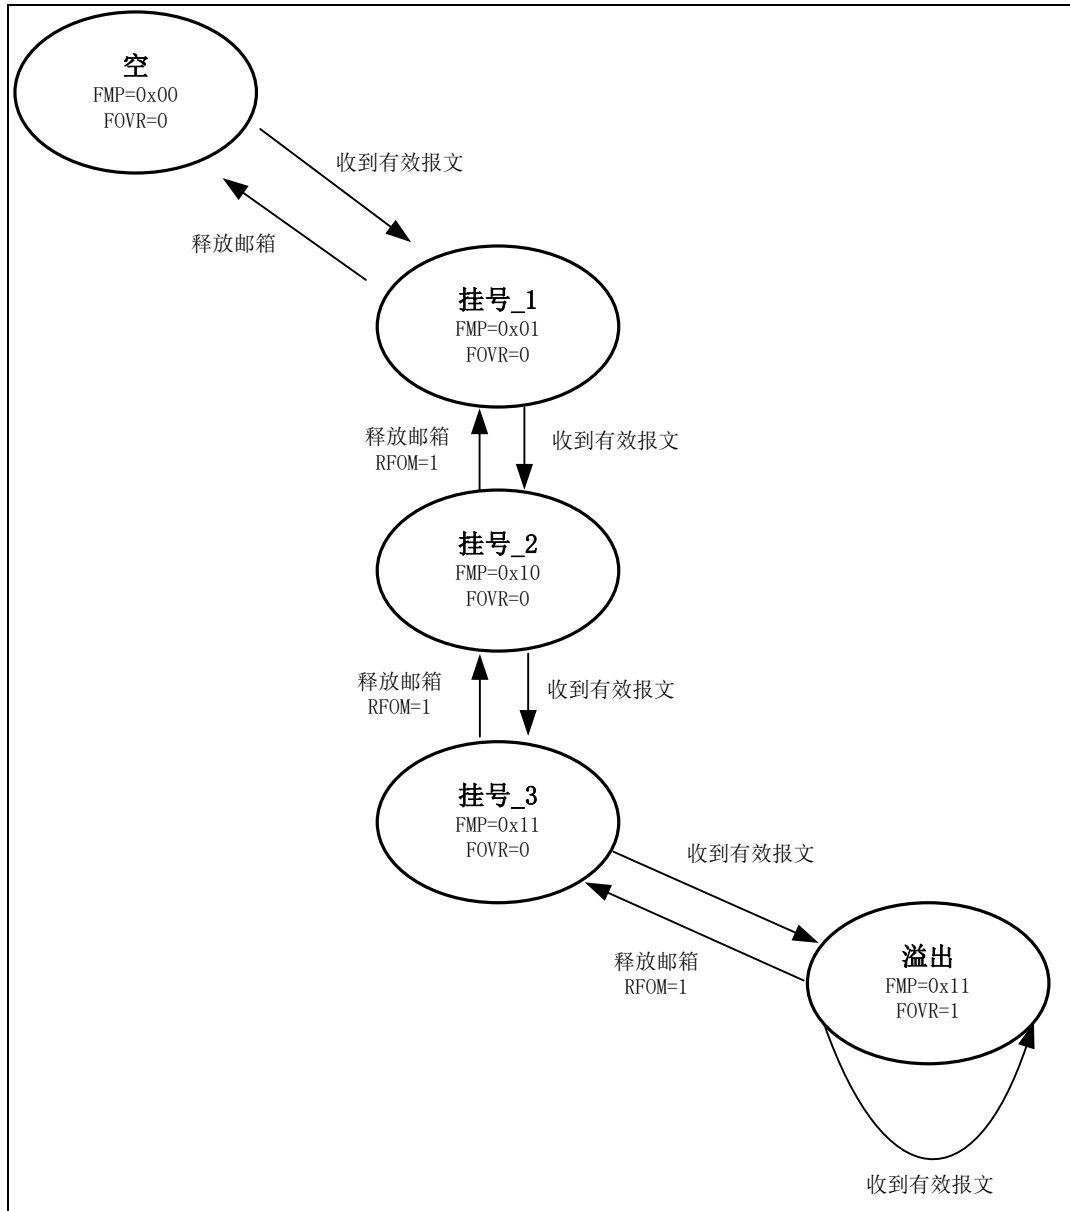 空
FMP=0x00
FOVR=0
收到有效报文
释放邮箱
挂号_1
FMP=0x01
FOVR=0
释放邮箱
RFOM=1
收到有效报文
挂号_2
FMP=0x10
FOVR=0
释放邮箱
RFOM=1
收到有效报文
挂号_3
FMP=0x11
FOVR=0
收到有效报文
释放邮箱
RFOM=1
溢出
FMP=0x11
FOVR=1
收到有效报文